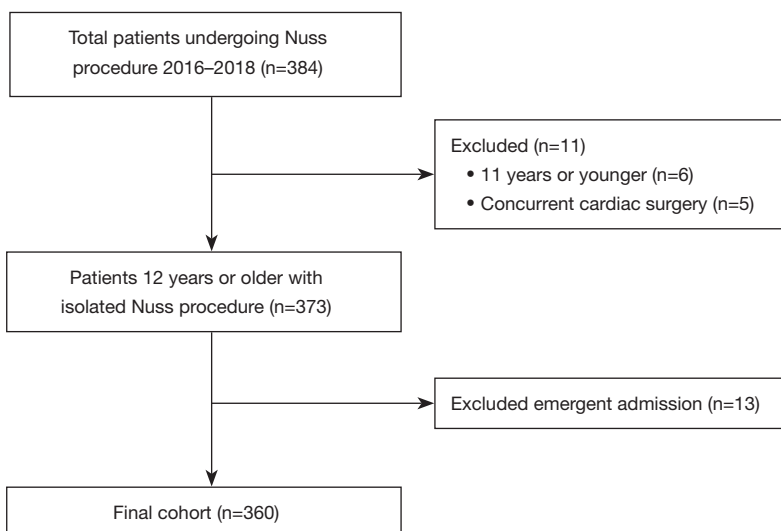 Total patients undergoing Nuss
procedure 2016–2018 (n=384)
Excluded (n=11)
• 11 years or younger (n=6)
• Concurrent cardiac surgery (n=5)
Patients 12 years or older with
isolated Nuss procedure (n=373)
Excluded emergent admission (n=13)
Final cohort (n=360)